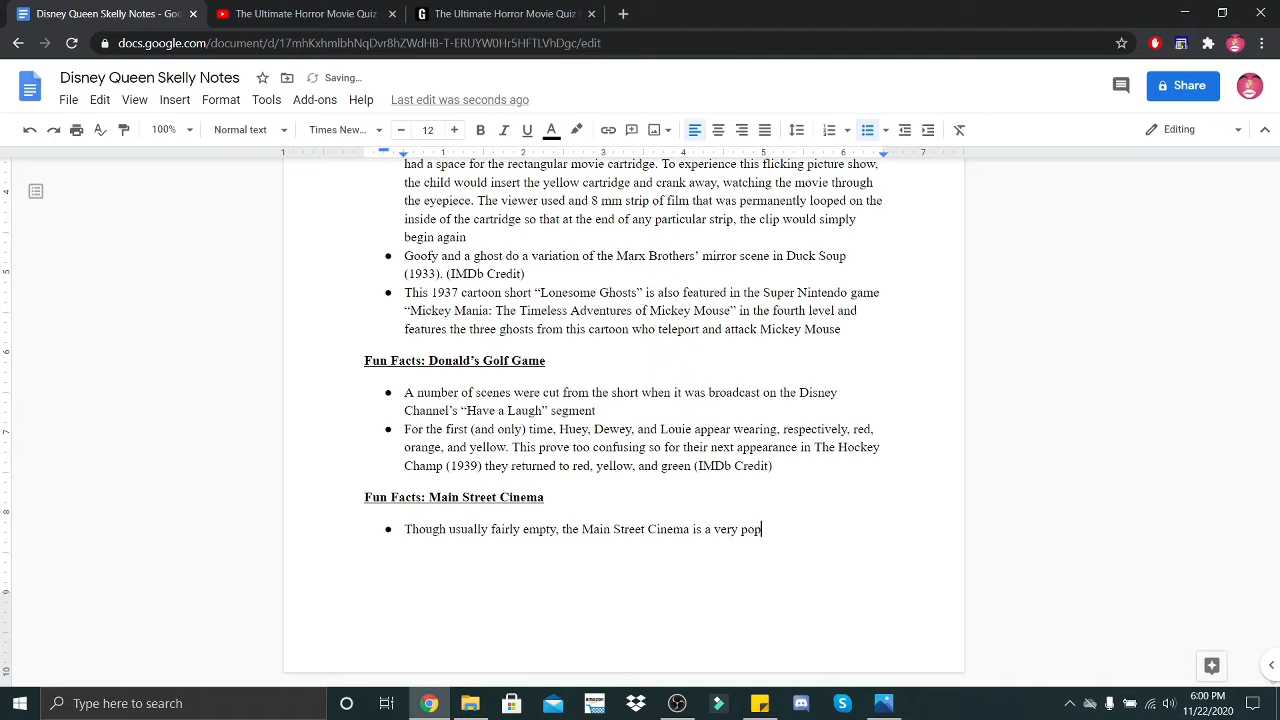 Disney Queen Skelly Notes - Goo
The Ultimate Horror Movie Quiz
The Ultimate Horror Movie Quiz
docs.google.com/document/d/17mhKxhmlbhNqDvr8hZWdHB-T-ERUYW0Hr5HFTLVhDgc/edit
Disney Queen Skelly Notes
Saving...
File Edit View Insert Format Tools Add-ons Help Last edit was seconds ago
Share
100% Normal text Times New... 12 Editing
1 1 2 3 4 5 6 7
had a space for the rectangular movie cartridge. To experience this flicking picture show,
the child would insert the yellow cartridge and crank away, watching the movie through
the eyepiece. The viewer used and 8 mm strip of film that was permanently looped on the
inside of the cartridge so that at the end of any particular strip, the clip would simply
begin again
● Goofy and a ghost do a variation of the Marx Brothers’ mirror scene in Duck Soup
(1933). (IMDb Credit)
● This 1937 cartoon short “Lonesome Ghosts” is also featured in the Super Nintendo game
“Mickey Mania: The Timeless Adventures of Mickey Mouse” in the fourth level and
features the three ghosts from this cartoon who teleport and attack Mickey Mouse
Fun Facts: Donald’s Golf Game
● A number of scenes were cut from the short when it was broadcast on the Disney
Channel’s “Have a Laugh” segment
● For the first (and only) time, Huey, Dewey, and Louie appear wearing, respectively, red,
orange, and yellow. This prove too confusing so for their next appearance in The Hockey
Champ (1939) they returned to red, yellow, and green (IMDb Credit)
Fun Facts: Main Street Cinema
● Though usually fairly empty, the Main Street Cinema is a very pop
Type here to search
6:00 PM
11/22/2020